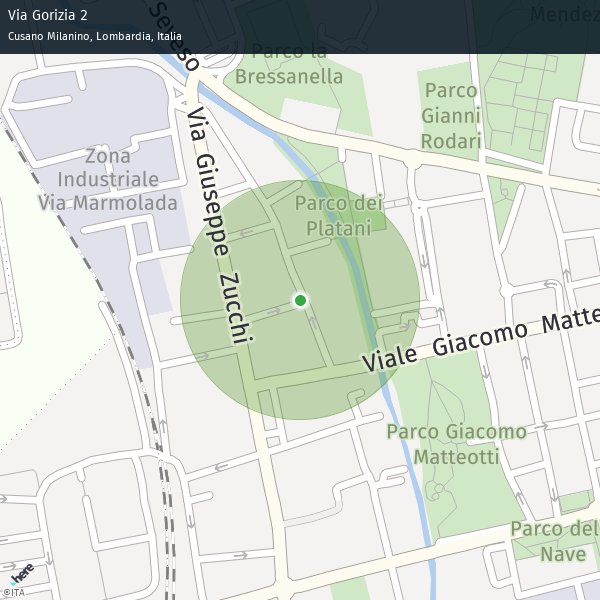 Via Gorizia 2
Cusano Milanino, Lombardia, Italia
Seveso
Mendez
Parco la
Bressanella
Parco
Gianni
Rodari
Zona
Industriale
Via Marmolada
Via Giuseppe Zucchi
Parco dei
Platani
Viale Giacomo Matte
Parco Giacomo
Matteotti
Parco del
Nave
here
©ITA